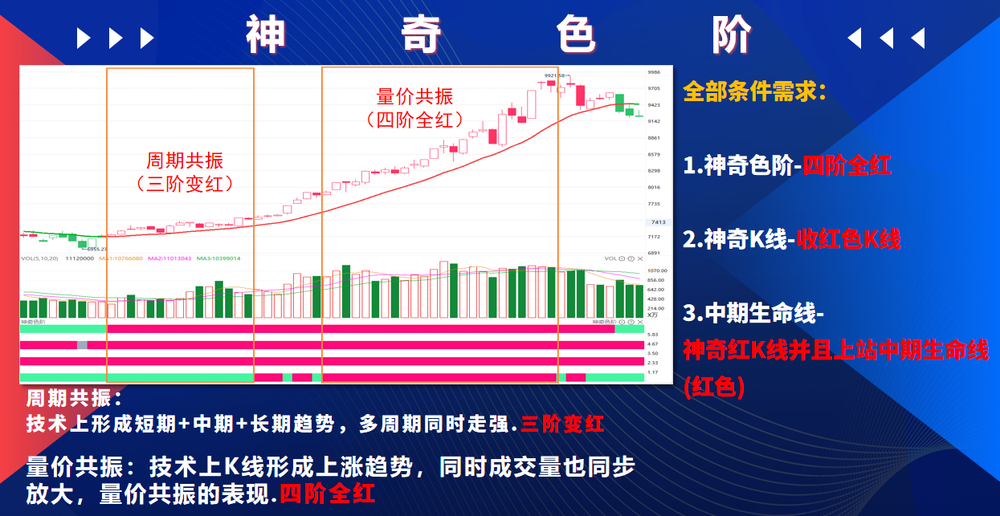 神 奇 色 阶
周期共振
（三阶变红）
量价共振
（四阶全红）
9921.58
6955.27
9986
9705
9423
9142
8861
8579
8298
8016
7735
7413
7172
6891
VOL(5,10,20) 11120000 MA1:10766080 MA2:11013043 MA3:10399014
VOL
1070.00
856.00
642.00
428.00
214.00
X万
神奇色阶
神奇色阶
5.83
4.67
3.50
2.33
1.17
全部条件需求：
1.神奇色阶-四阶全红
2.神奇K线-收红色K线
3.中期生命线-
神奇红K线并且上站中期生命线
(红色)
周期共振：
技术上形成短期+中期+长期趋势，多周期同时走强.三阶变红
量价共振：技术上K线形成上涨趋势，同时成交量也同步
放大，量价共振的表现.四阶全红